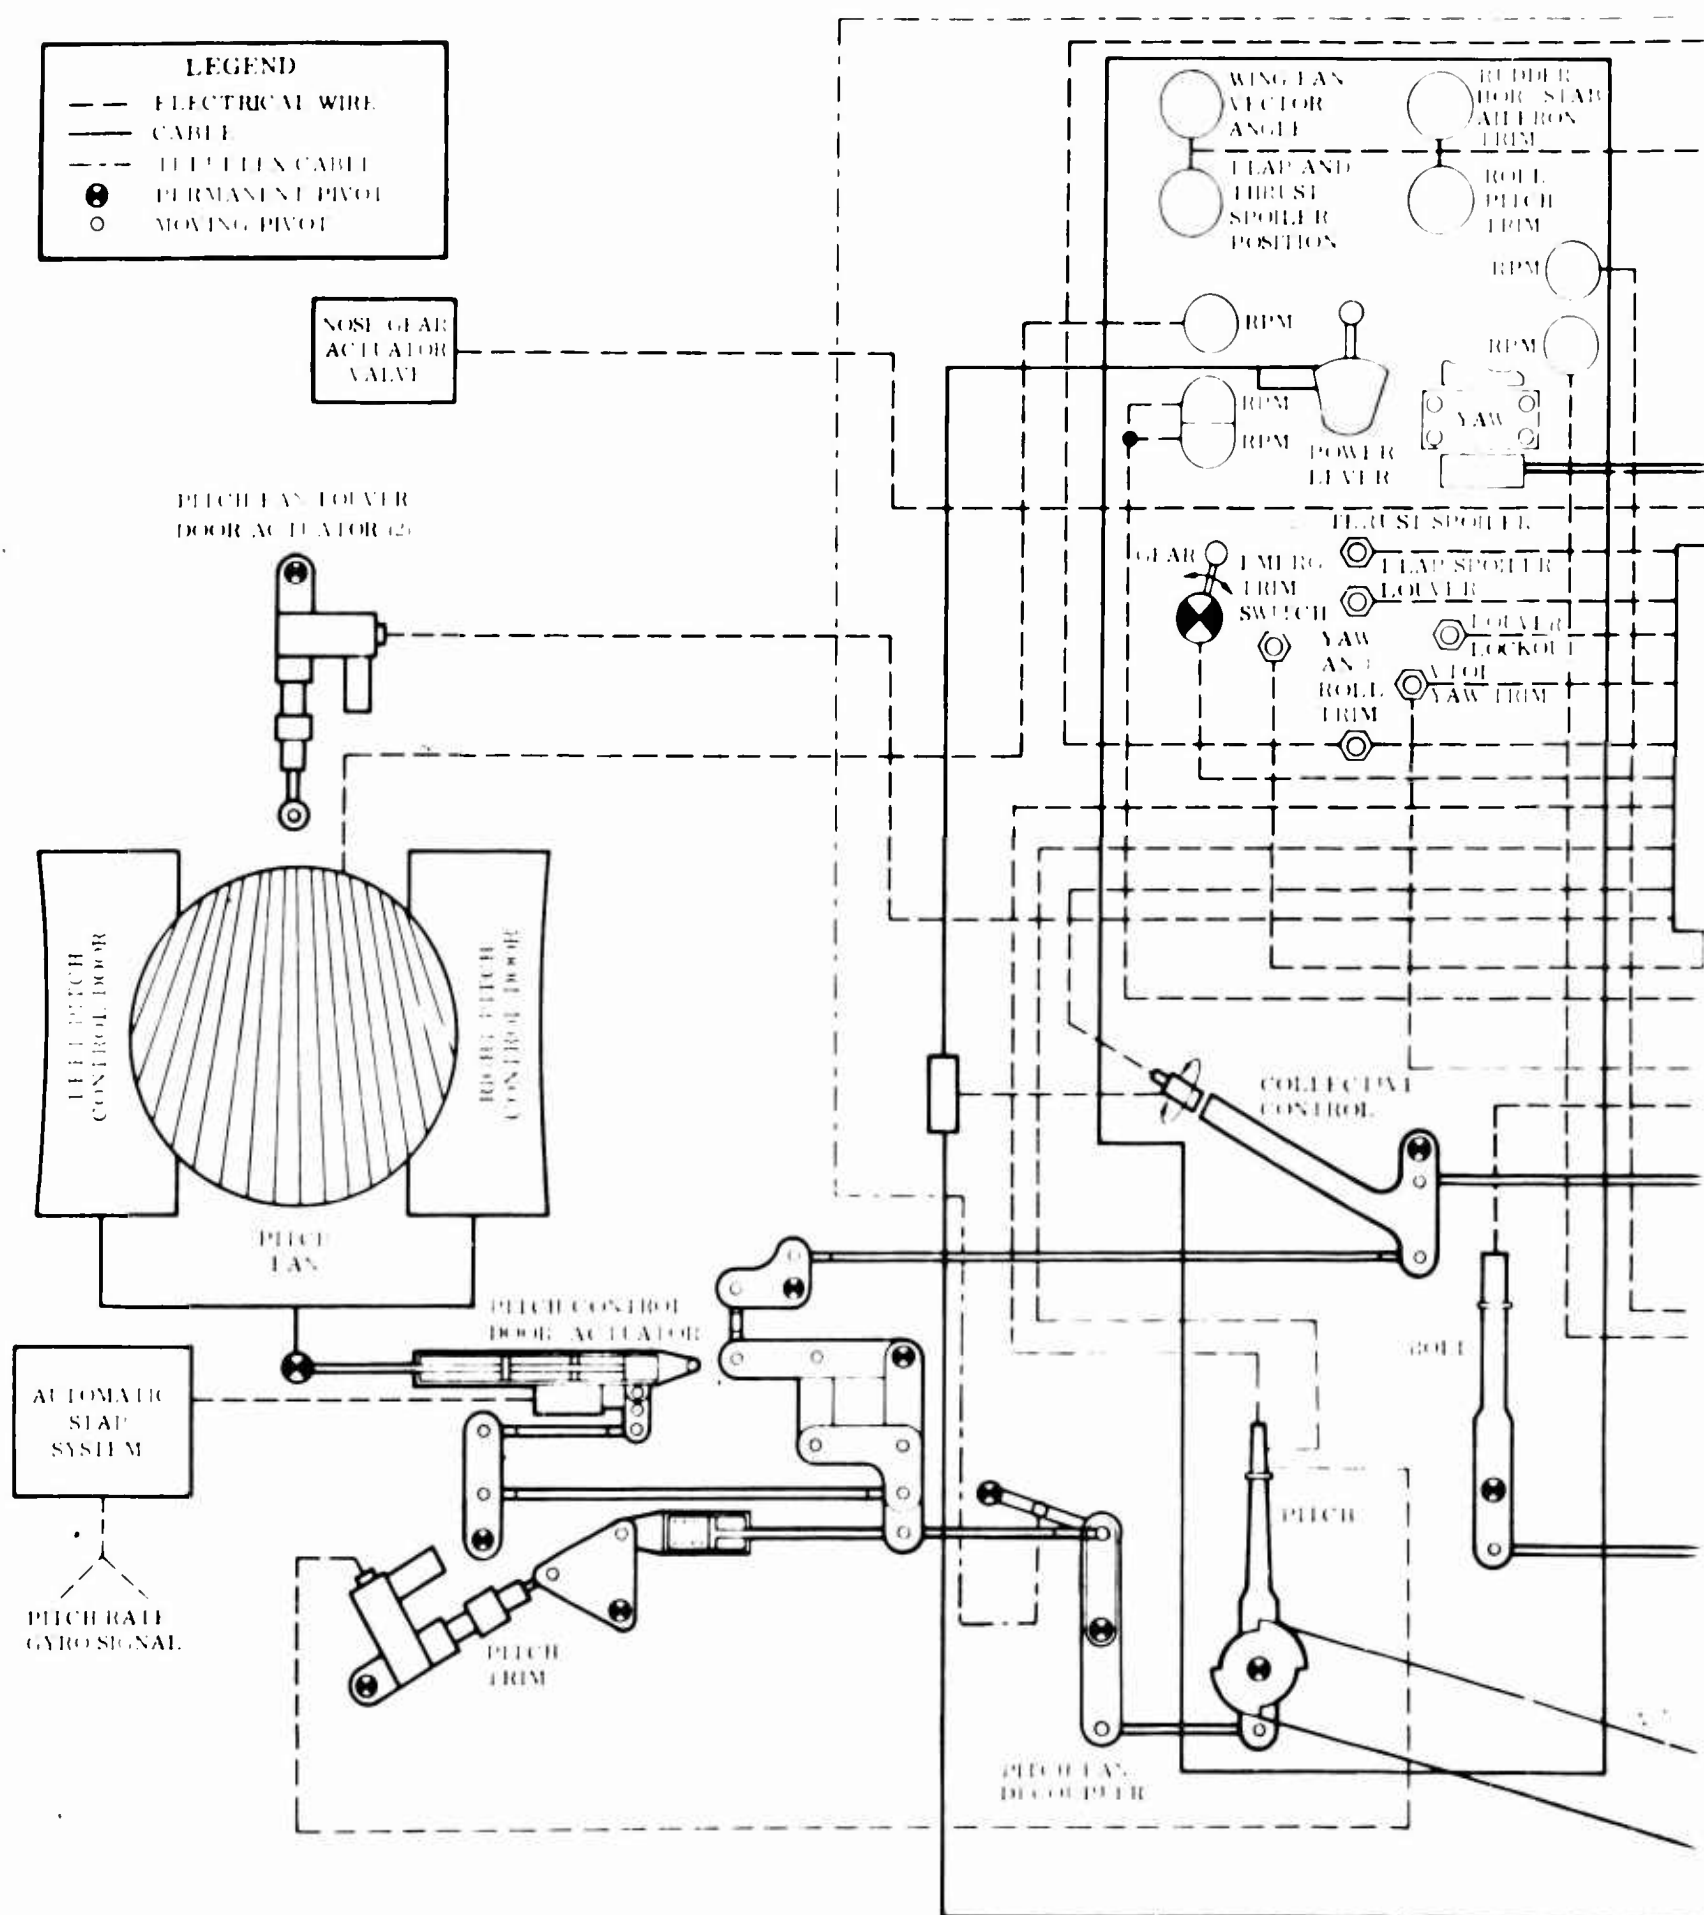 LEGEND
ELECTRICAL WIRE
CABLE
TELEFLEX CABLE
PERMANENT PIVOT
MOVING PIVOT
WING FAN
VECTOR
ANGLE
RUDDER
HOR STAB
AILERON
TRIM
FLAP AND
THRUST
SPOILER
POSITION
ROLL
PITCH
TRIM
RPM
NOSE GEAR
ACTUATOR
VALVE
RPM
RPM
RPM
RPM
YAW
POWER
LEVER
PITCH FAN LOUVER
DOOR ACTUATOR (2)
THRUST SPOILER
GEAR
EMERG
TRIM
SWITCH
FLAP SPOILER
LOUVER
LOUVER
LOCKOUT
YAW
AND
ROLL
TRIM
VTOL
YAW TRIM
LEFT PITCH
CONTROL DOOR
RIGHT PITCH
CONTROL DOOR
COLLECTIVE
CONTROL
PITCH
FAN
PITCH CONTROL
DOOR ACTUATOR
ROLL
AUTOMATIC
STAB
SYSTEM
PITCH
PITCH RATE
GYRO SIGNAL
PITCH
TRIM
PITCH FAN
DECOUPLER